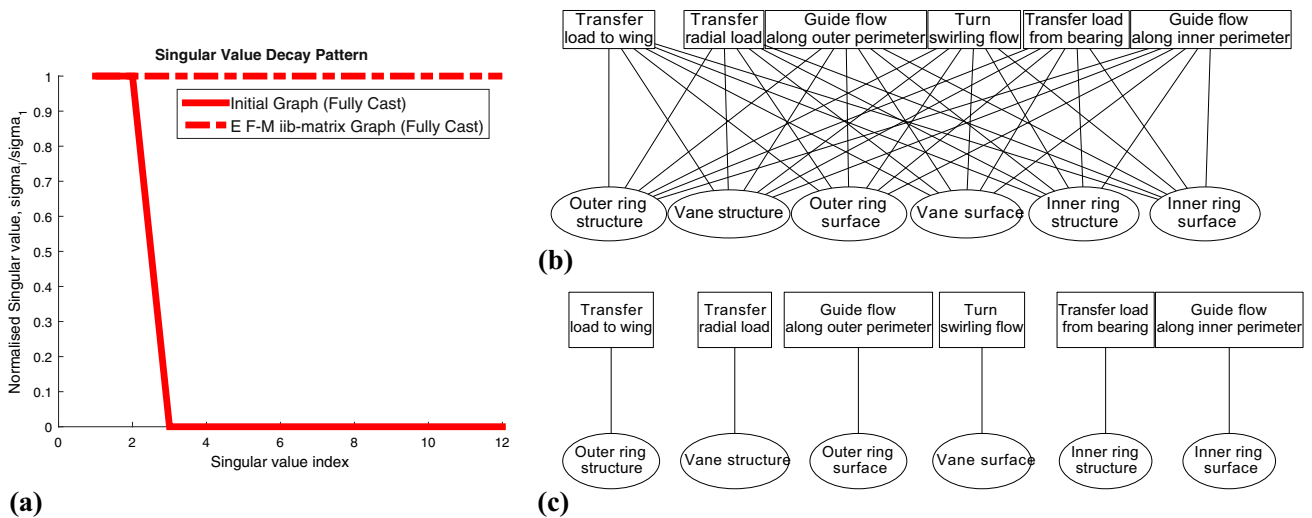 Singular Value Decay Pattern
Normalised Singular value, sigma_i/sigma_1
1
0.9
0.8
0.7
0.6
0.5
0.4
0.3
0.2
0.1
0
Initial Graph (Fully Cast)
E F-M iib-matrix Graph (Fully Cast)
0 2 4 6 8 10 12
Singular value index
(a)
Transfer load to wing
Transfer radial load
Guide flow along outer perimeter
Turn swirling flow
Transfer load from bearing
Guide flow along inner perimeter
Outer ring structure
Vane structure
Outer ring surface
Vane surface
Inner ring structure
Inner ring surface
(b)
Transfer load to wing
Transfer radial load
Guide flow along outer perimeter
Turn swirling flow
Transfer load from bearing
Guide flow along inner perimeter
Outer ring structure
Vane structure
Outer ring surface
Vane surface
Inner ring structure
Inner ring surface
(c)